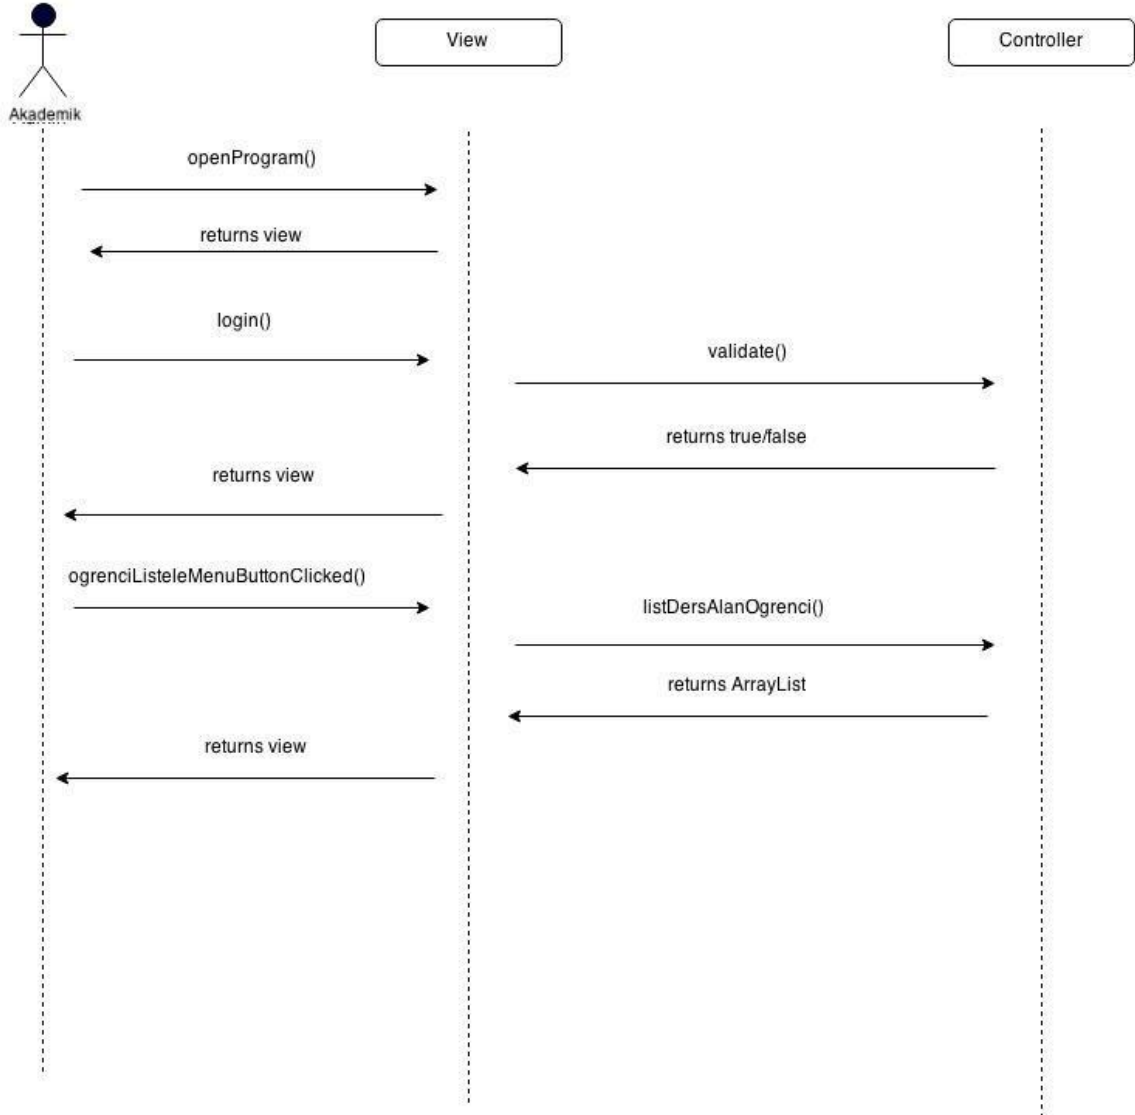 View
Controller
Akademik
openProgram()
returns view
login()
validate()
returns true/false
returns view
ogrenciListeleMenuButtonClicked()
listDersAlanOgrenci()
returns ArrayList
returns view